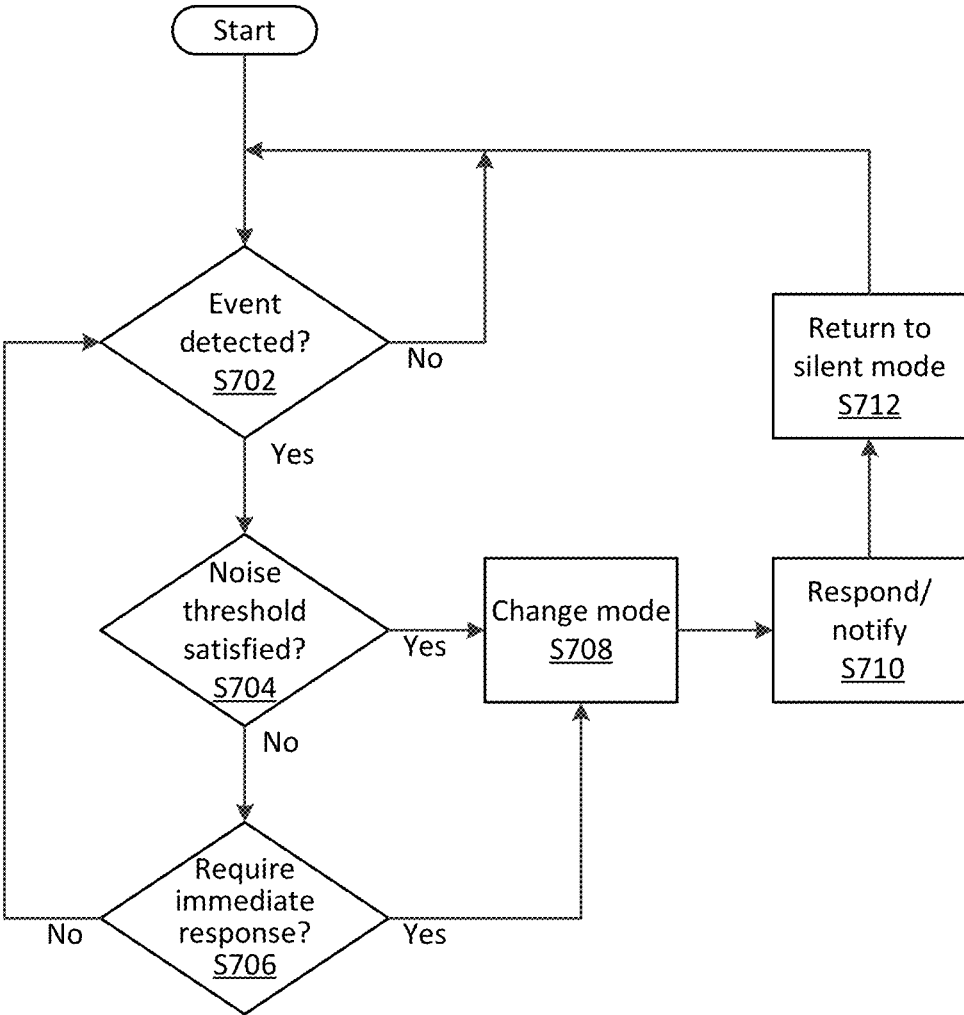 Start
Event
detected?
S702
No
Yes
Return to
silent mode
S712
Noise
threshold
satisfied?
S704
Yes
No
Change mode
S708
Respond/
notify
S710
Require
immediate
response?
S706
No
Yes